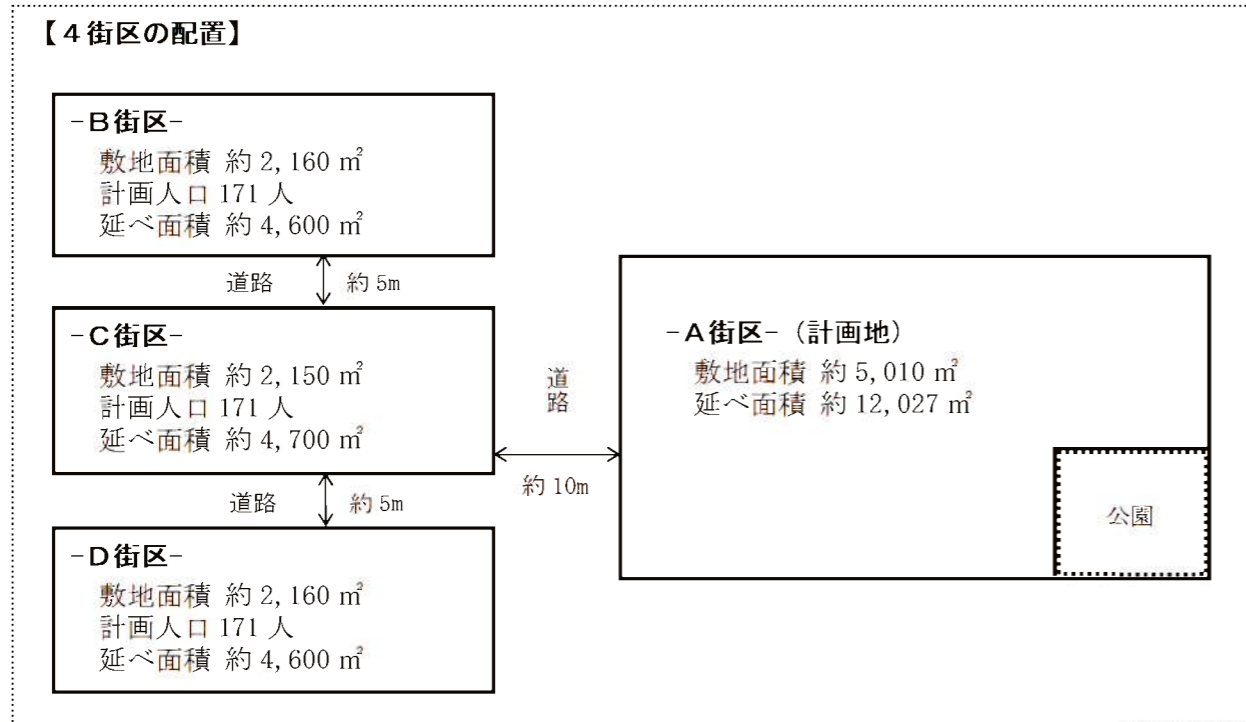 【４街区の配置】
-Ｂ街区-
敷地面積 約 2,160 ㎡
計画人口 171 人
延べ面積 約 4,600 ㎡
道路 約 5m
-Ｃ街区-
敷地面積 約 2,150 ㎡
計画人口 171 人
延べ面積 約 4,700 ㎡
道路 約 5m
-Ｄ街区-
敷地面積 約 2,160 ㎡
計画人口 171 人
延べ面積 約 4,600 ㎡
道路
約 10m
-Ａ街区-（計画地）
敷地面積 約 5,010 ㎡
延べ面積 約 12,027 ㎡
公園